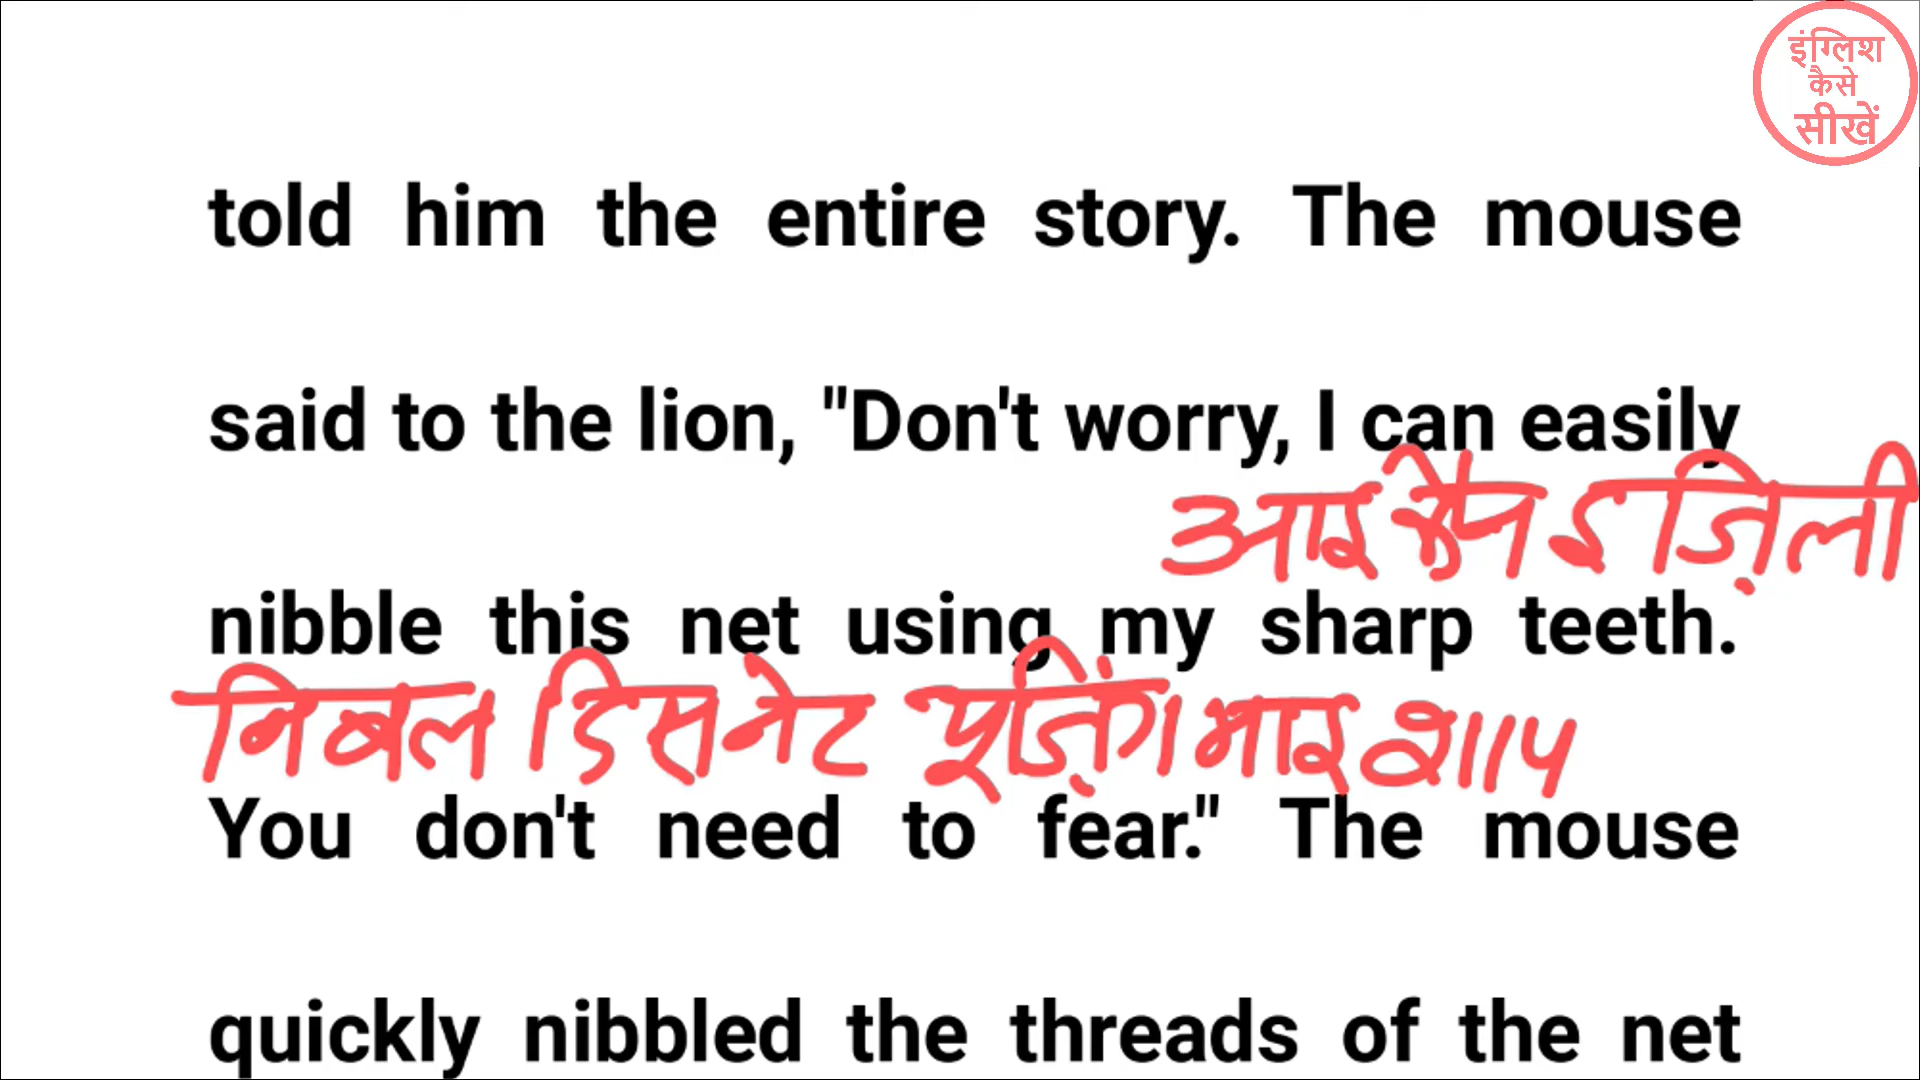 इंग्लिश
कैसे
सीखें
told him the entire story. The mouse
said to the lion, "Don't worry, I can easily
आइ कैन इज़िली
nibble this net using my sharp teeth.
निबल दिस नेट यूज़िंग माइ शाप
You don't need to fear." The mouse
quickly nibbled the threads of the net